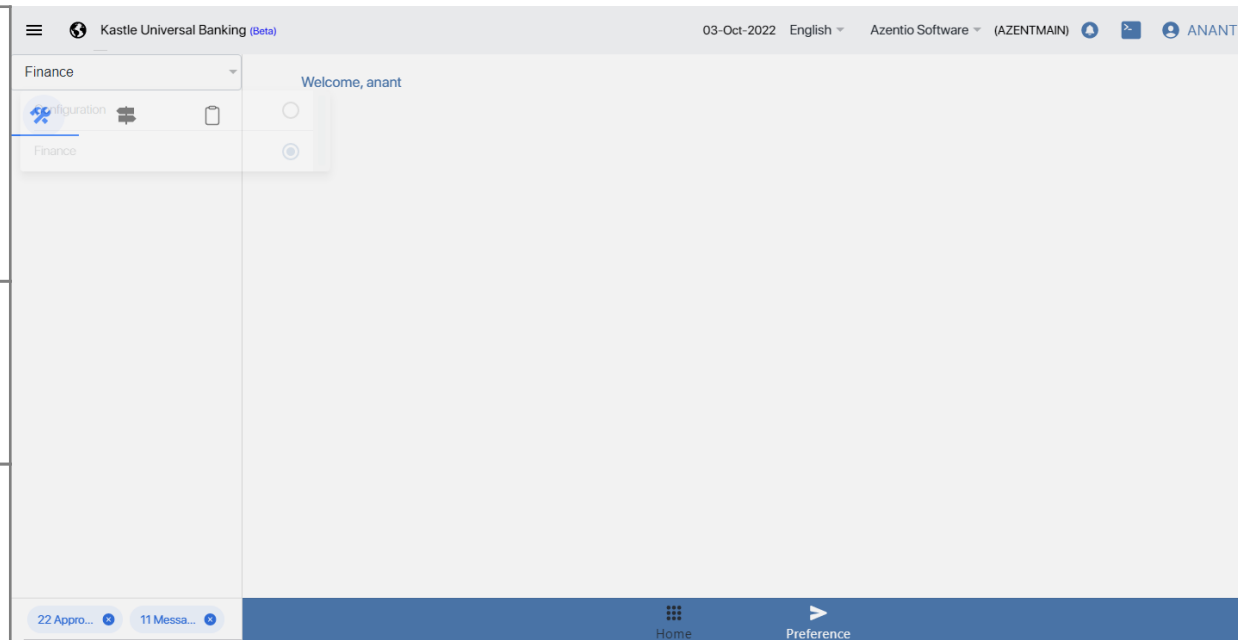 Kastle Universal Banking (Beta)
03-Oct-2022 English Azentio Software (AZENTMAIN) ANANT
Finance
Welcome, anant
Configuration
Finance
22 Appro... 11 Messa...
Home Preference